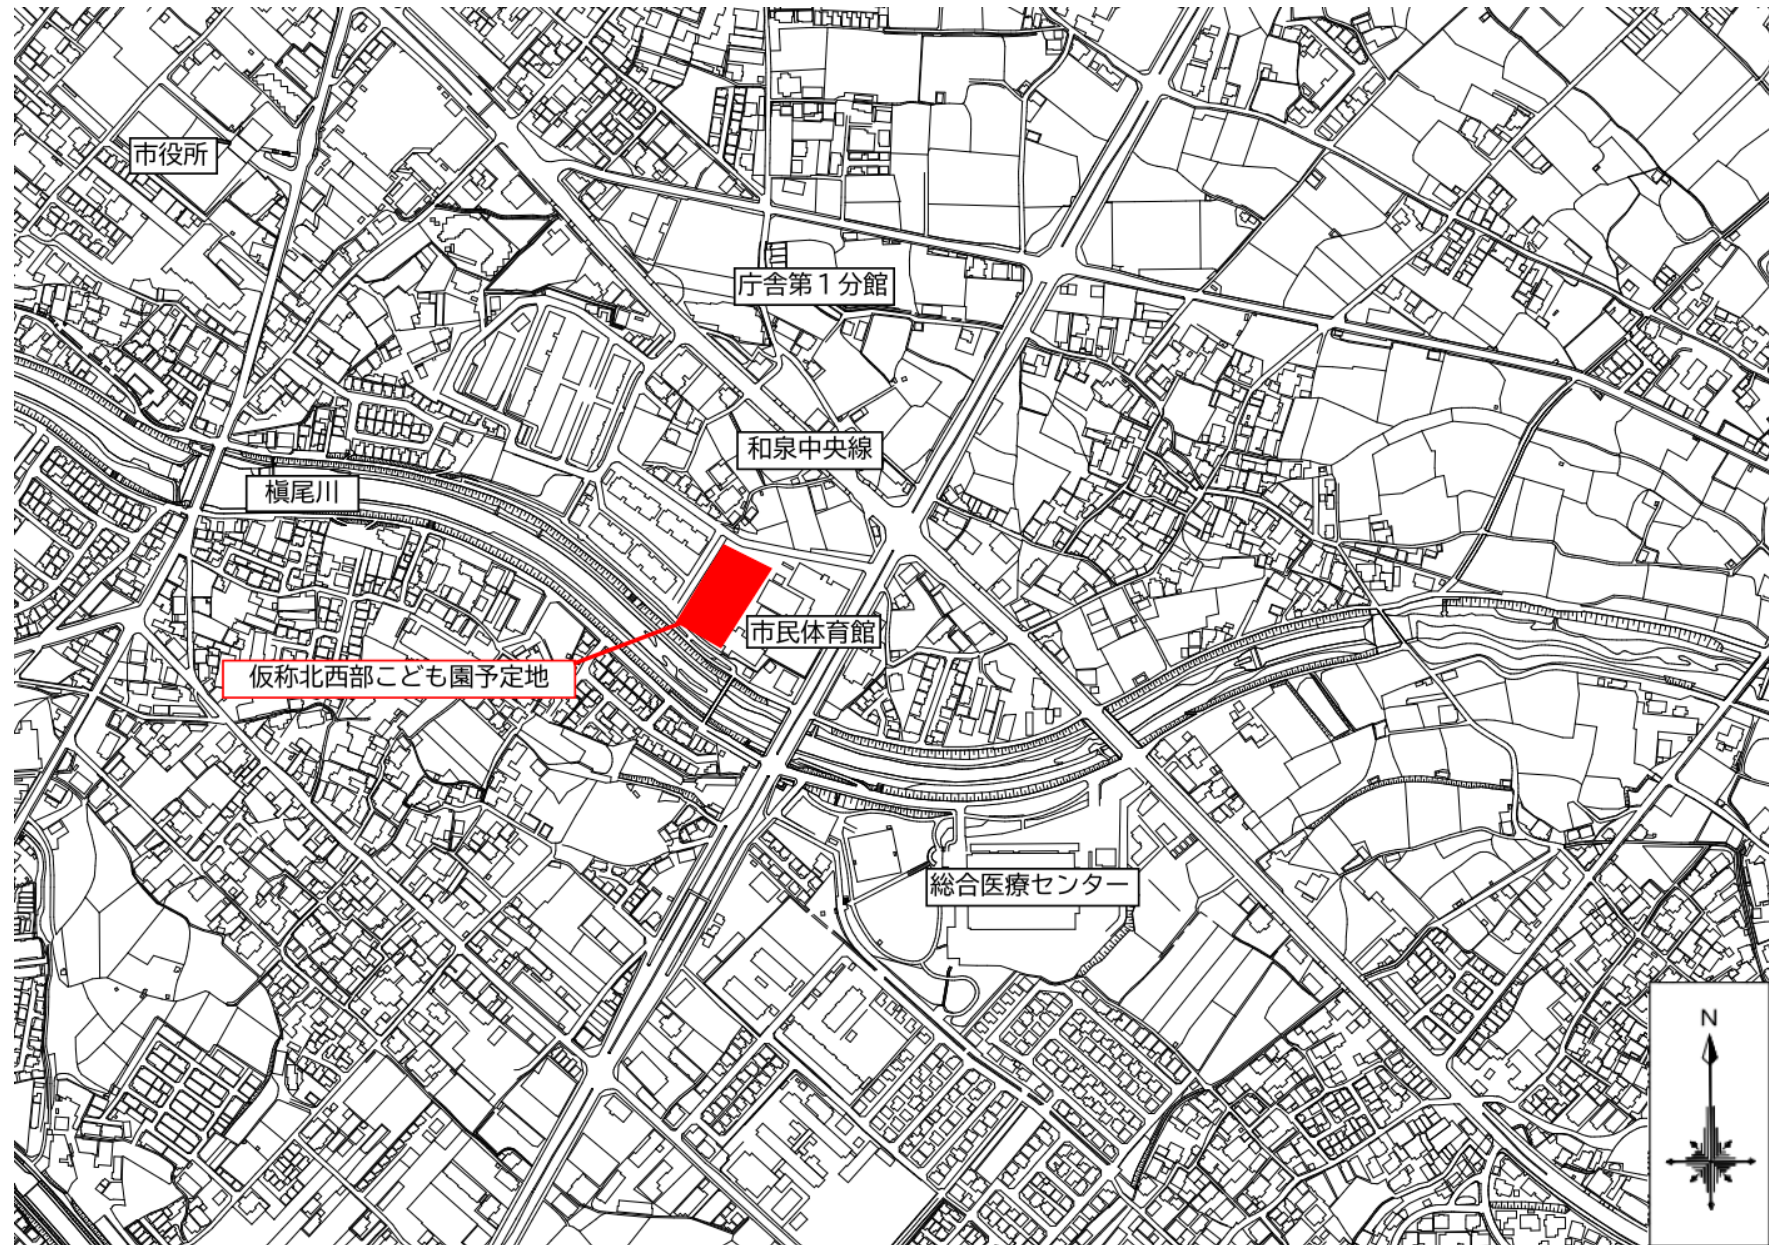 市役所
庁舎第１分館
和泉中央線
槇尾川
市民体育館
仮称北西部こども園予定地
総合医療センター
N